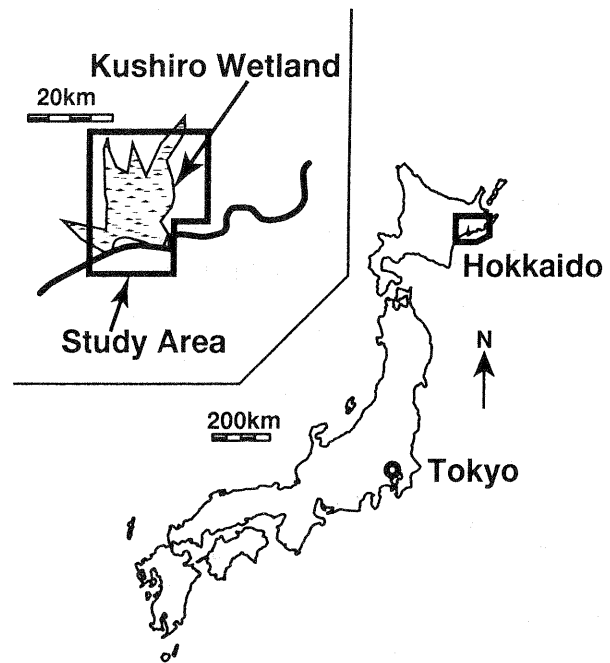 Kushiro Wetland
20km
Study Area
Hokkaido
N
200km
Tokyo